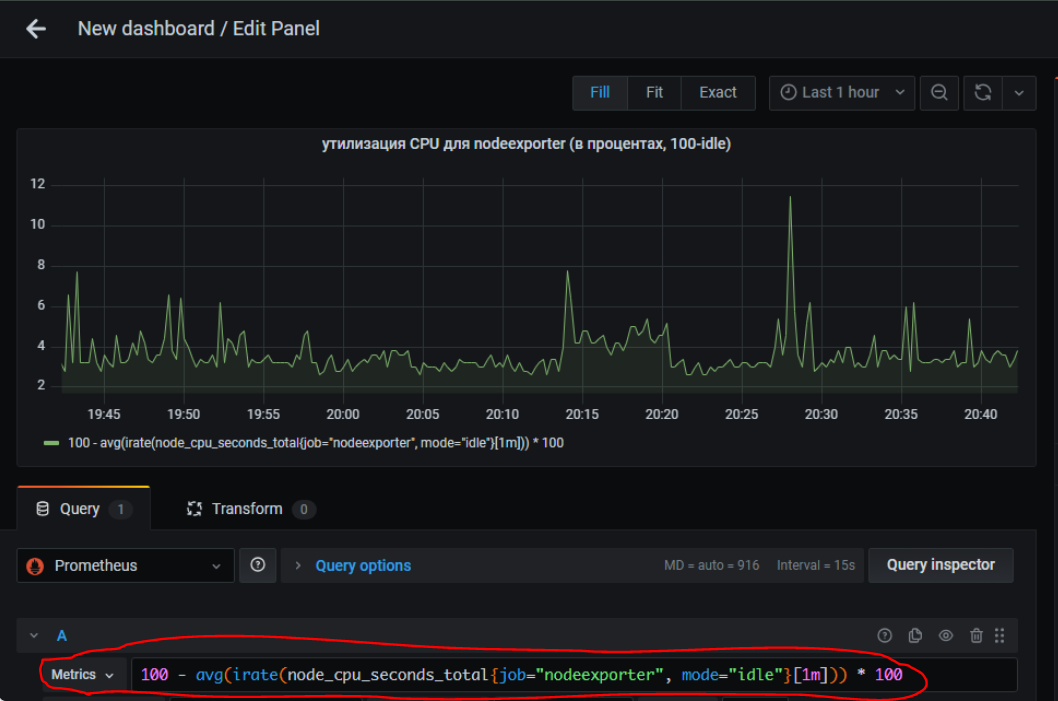 New dashboard / Edit Panel
Fill Fit Exact Last 1 hour
утилизация CPU для nodeexporter (в процентах, 100-idle)
12
10
8
6
4
2
19:45 19:50 19:55 20:00 20:05 20:10 20:15 20:20 20:25 20:30 20:35 20:40
100 - avg(irate(node_cpu_seconds_total{job="nodeexporter", mode="idle"}[1m])) * 100
Query 1 Transform 0
Prometheus Query options MD = auto = 916 Interval = 15s Query inspector
A
Metrics 100 - avg(irate(node_cpu_seconds_total{job="nodeexporter", mode="idle"}[1m])) * 100